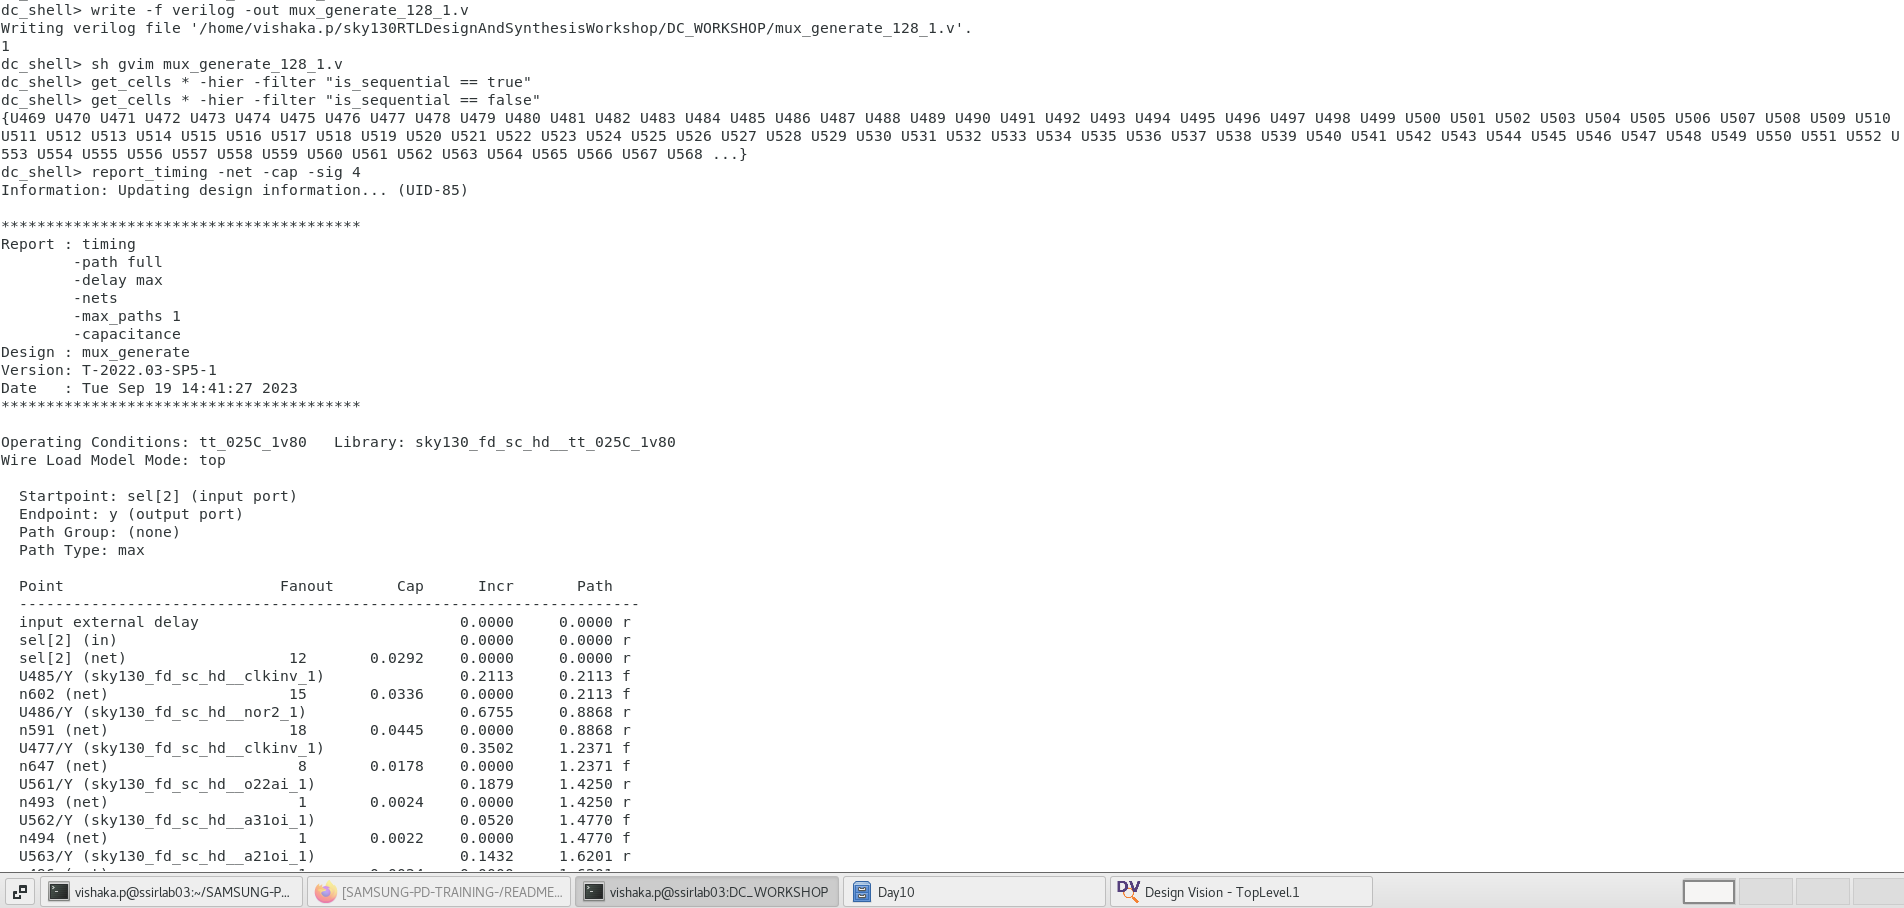 dc_shell> write -f verilog -out mux_generate_128_1.v
Writing verilog file '/home/vishaka.p/sky130RTLDesignAndSynthesisWorkshop/DC_WORKSHOP/mux_generate_128_1.v'.
1
dc_shell> sh gvim mux_generate_128_1.v
dc_shell> get_cells * -hier -filter "is_sequential == true"
dc_shell> get_cells * -hier -filter "is_sequential == false"
{U469 U470 U471 U472 U473 U474 U475 U476 U477 U478 U479 U480 U481 U482 U483 U484 U485 U486 U487 U488 U489 U490 U491 U492 U493 U494 U495 U496 U497 U498 U499 U500 U501 U502 U503 U504 U505 U506 U507 U508 U509 U510
U511 U512 U513 U514 U515 U516 U517 U518 U519 U520 U521 U522 U523 U524 U525 U526 U527 U528 U529 U530 U531 U532 U533 U534 U535 U536 U537 U538 U539 U540 U541 U542 U543 U544 U545 U546 U547 U548 U549 U550 U551 U552 U
553 U554 U555 U556 U557 U558 U559 U560 U561 U562 U563 U564 U565 U566 U567 U568 ...}
dc_shell> report_timing -net -cap -sig 4
Information: Updating design information... (UID-85)
****************************************
Report : timing
-path full
-delay max
-nets
-max_paths 1
-capacitance
Design : mux_generate
Version: T-2022.03-SP5-1
Date   : Tue Sep 19 14:41:27 2023
****************************************
Operating Conditions: tt_025C_1v80   Library: sky130_fd_sc_hd__tt_025C_1v80
Wire Load Model Mode: top
Startpoint: sel[2] (input port)
Endpoint: y (output port)
Path Group: (none)
Path Type: max
Point                        Fanout       Cap      Incr       Path
---------------------------------------------------------------------
input external delay                             0.0000     0.0000 r
sel[2] (in)                                      0.0000     0.0000 r
sel[2] (net)                  12       0.0292    0.0000     0.0000 r
U485/Y (sky130_fd_sc_hd__clkinv_1)               0.2113     0.2113 f
n602 (net)                    15       0.0336    0.0000     0.2113 f
U486/Y (sky130_fd_sc_hd__nor2_1)                 0.6755     0.8868 r
n591 (net)                    18       0.0445    0.0000     0.8868 r
U477/Y (sky130_fd_sc_hd__clkinv_1)               0.3502     1.2371 f
n647 (net)                     8       0.0178    0.0000     1.2371 f
U561/Y (sky130_fd_sc_hd__o22ai_1)                0.1879     1.4250 r
n493 (net)                     1       0.0024    0.0000     1.4250 r
U562/Y (sky130_fd_sc_hd__a31oi_1)                0.0520     1.4770 f
n494 (net)                     1       0.0022    0.0000     1.4770 f
U563/Y (sky130_fd_sc_hd__a21oi_1)                0.1432     1.6201 r
vishaka.p@ssirlab03:~/SAMSUNG-P...
[SAMSUNG-PD-TRAINING-/README...
vishaka.p@ssirlab03:DC_WORKSHOP
Day10
DV
Design Vision - TopLevel.1